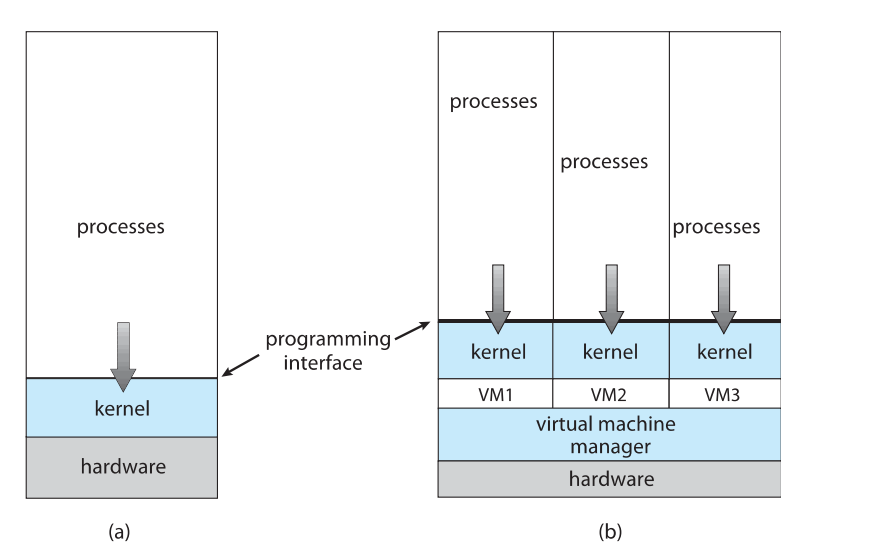 processes
kernel
hardware
(a)
programming
interface
processes
processes
processes
kernel
kernel
kernel
VM1
VM2
VM3
virtual machine
manager
hardware
(b)